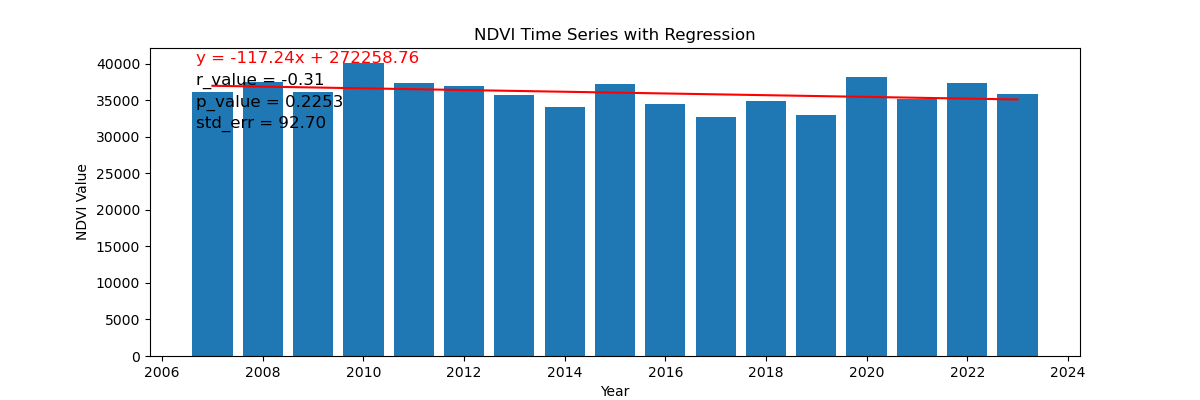 NDVI Time Series with Regression
y = -117.24x + 272258.76
r_value = -0.31
p_value = 0.2253
std_err = 92.70
NDVI Value
40000
35000
30000
25000
20000
15000
10000
5000
0
2006 2008 2010 2012 2014 2016 2018 2020 2022 2024
Year